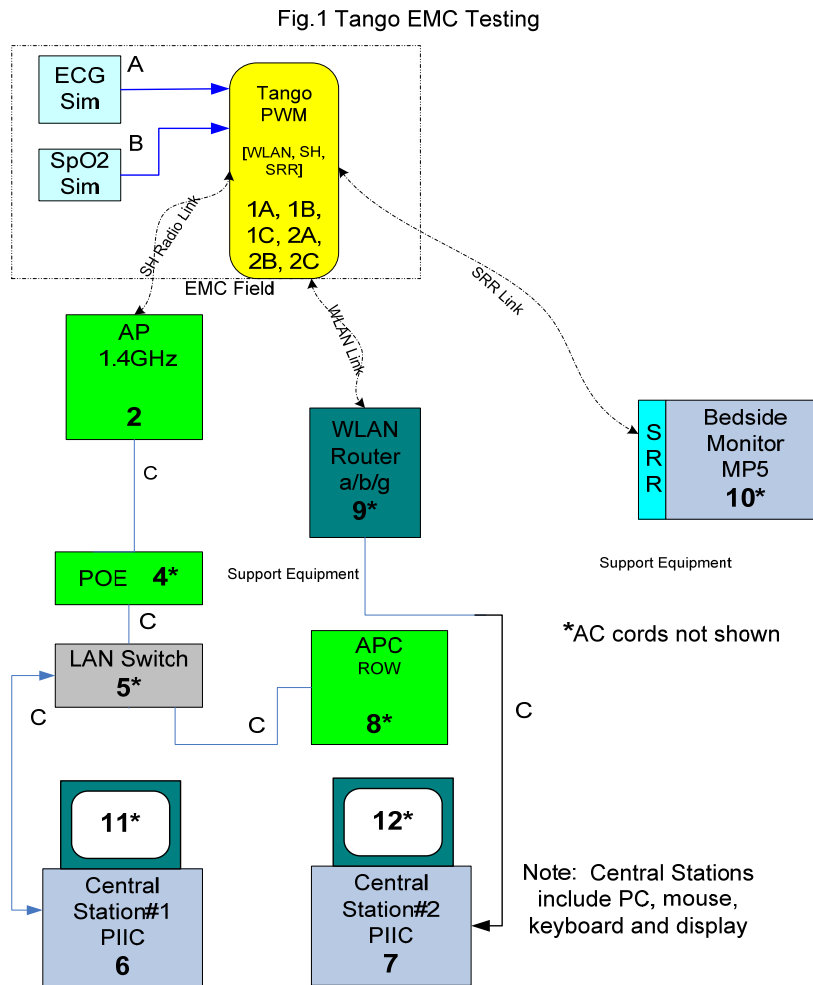 Fig.1 Tango EMC Testing
ECG
Sim
A
SpO2
Sim
B
Tango
PWM
[WLAN, SH,
SRR]
1A, 1B,
1C, 2A,
2B, 2C
EMC Field
SH Radio Link
WLAN Link
SRR Link
AP
1.4GHz
2
C
WLAN
Router
a/b/g
9*
S
R
R
Bedside
Monitor
MP5
10*
POE 4*
Support Equipment
Support Equipment
C
*AC cords not shown
LAN Switch
5*
APC
ROW
8*
C
C
C
11*
12*
Central
Station#1
PIIC
6
Central
Station#2
PIIC
7
Note: Central Stations
include PC, mouse,
keyboard and display